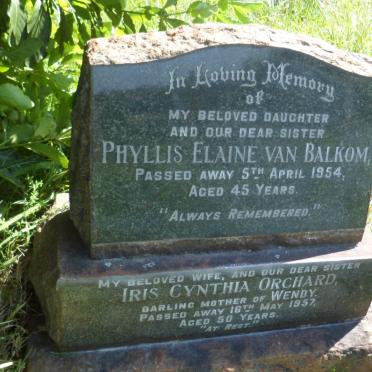 In Loving Memory
of
MY BELOVED DAUGHTER
AND OUR DEAR SISTER
PHYLLIS ELAINE VAN BALKOM,
PASSED AWAY 5TH APRIL 1954,
AGED 45 YEARS.
"ALWAYS REMEMBERED."
MY BELOVED WIFE, AND OUR DEAR SISTER
IRIS CYNTHIA ORCHARD,
DARLING MOTHER OF WENDY.
PASSED AWAY 16TH MAY 1957,
AGED 50 YEARS.
"AT REST."